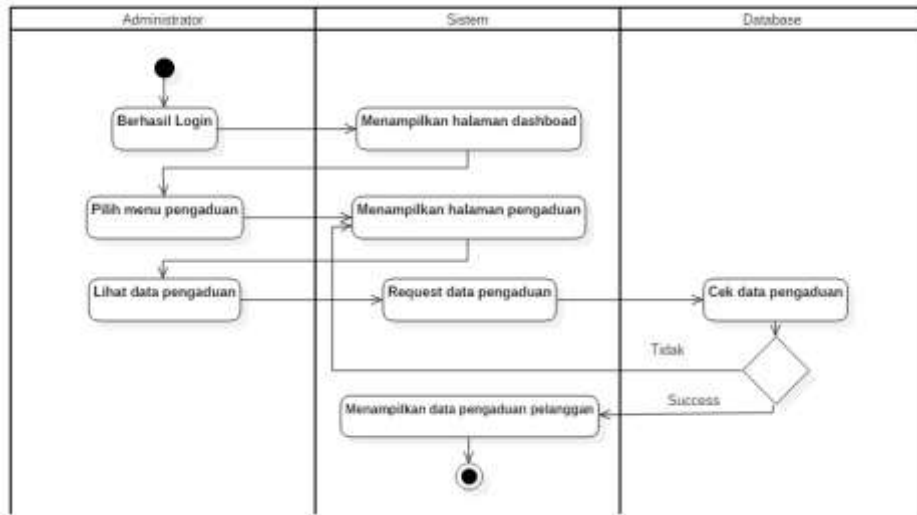 Administrator
Sistem
Database
Berhasil Login
Menampilkan halaman dashboad
Pilih menu pengaduan
Menampilkan halaman pengaduan
Lihat data pengaduan
Request data pengaduan
Cek data pengaduan
Tidak
Success
Menampilkan data pengaduan pelanggan